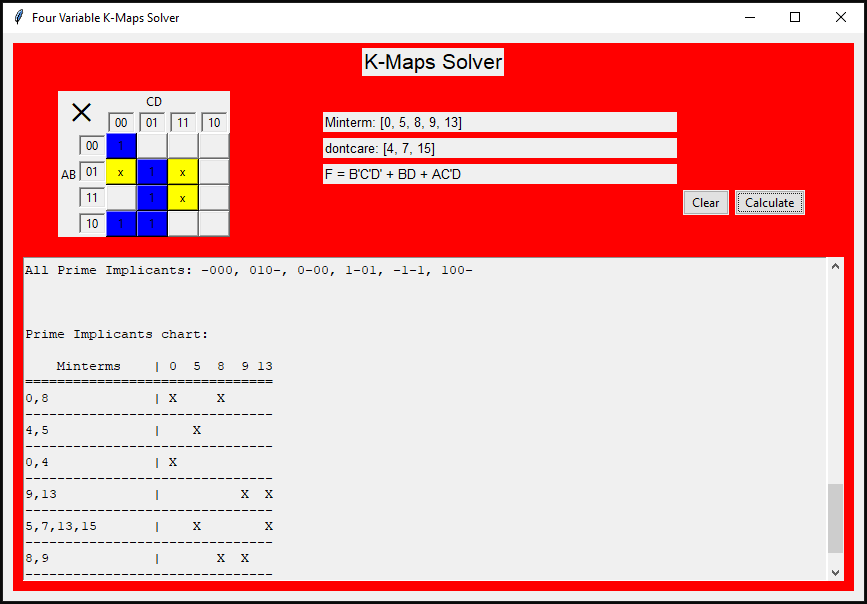 Four Variable K-Maps Solver
K-Maps Solver
CD
00 01 11 10
00 1
AB 01 x 1 x
11 1 x
10 1 1
Minterm: [0, 5, 8, 9, 13]
dontcare: [4, 7, 15]
F = B'C'D' + BD + AC'D
Clear Calculate
All Prime Implicants: -000, 010-, 0-00, 1-01, -1-1, 100-
Prime Implicants chart:
Minterms | 0 5 8 9 13
===============================
0,8 | X X
-------------------------------
4,5 | X
-------------------------------
0,4 | X
-------------------------------
9,13 | X X
-------------------------------
5,7,13,15 | X X
-------------------------------
8,9 | X X
-------------------------------